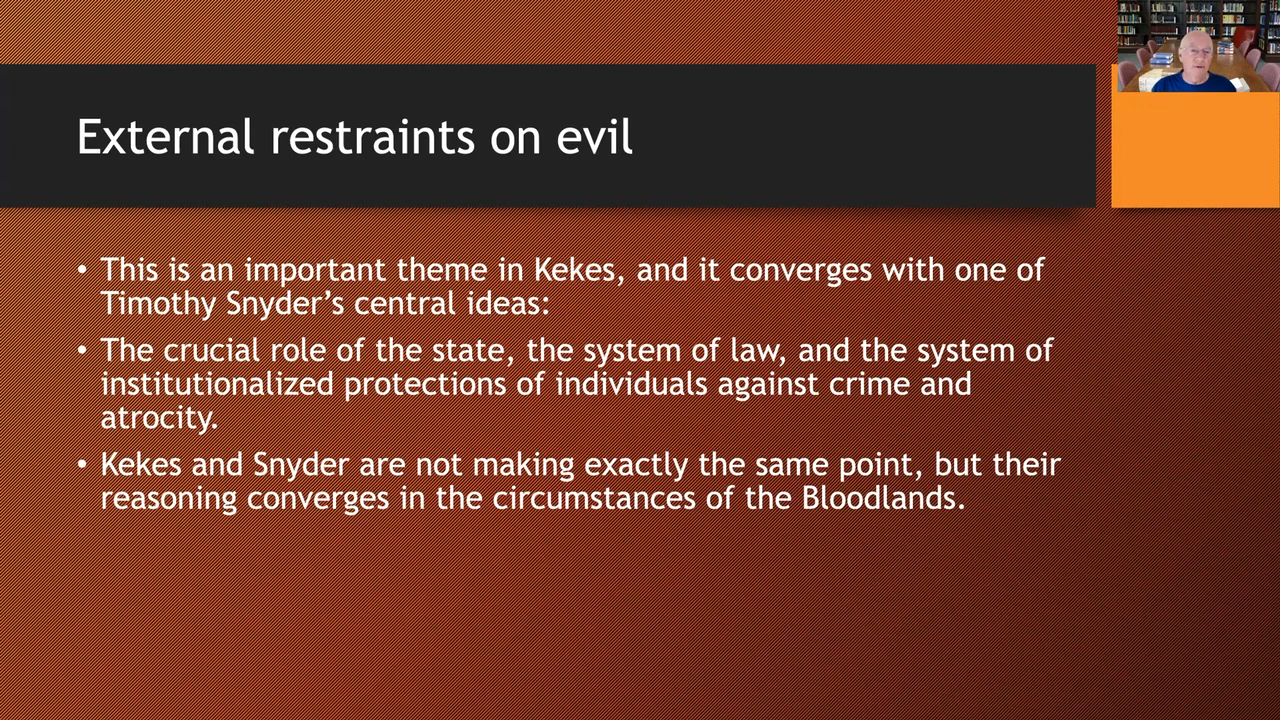 External restraints on evil
• This is an important theme in Kekes, and it converges with one of
Timothy Snyder’s central ideas:
• The crucial role of the state, the system of law, and the system of
institutionalized protections of individuals against crime and
atrocity.
• Kekes and Snyder are not making exactly the same point, but their
reasoning converges in the circumstances of the Bloodlands.